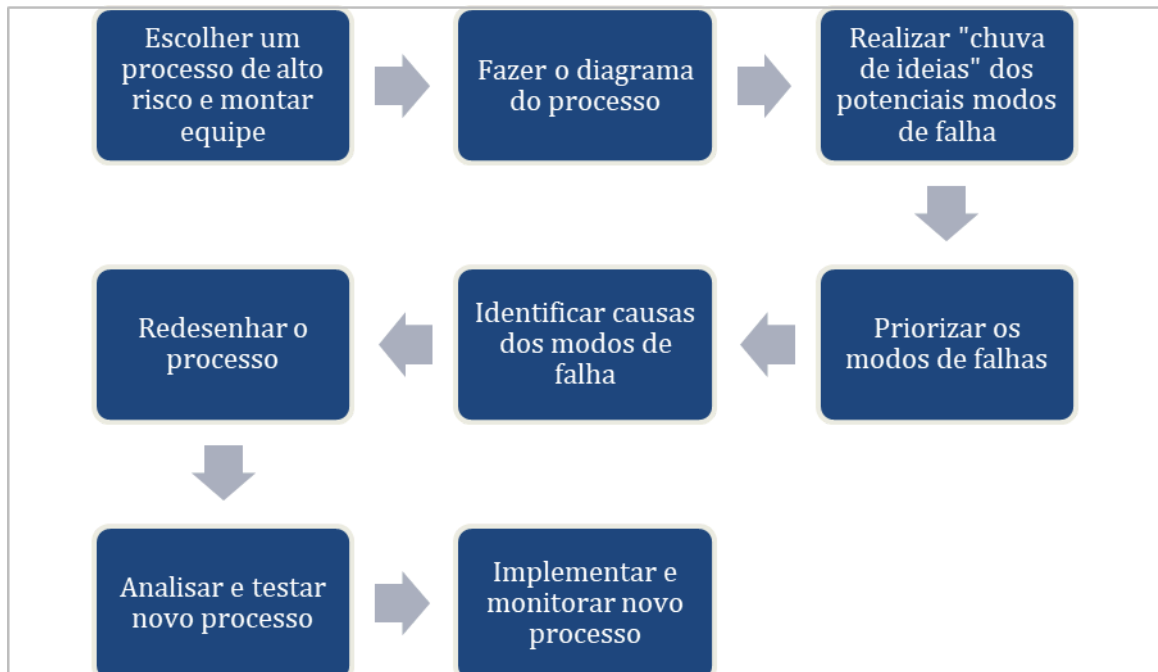 Escolher um
processo de alto
risco e montar
equipe
Fazer o diagrama
do processo
Realizar "chuva
de ideias" dos
potenciais modos
de falha
Priorizar os
modos de falhas
Identificar causas
dos modos de
falha
Redesenhar o
processo
Analisar e testar
novo processo
Implementar e
monitorar novo
processo